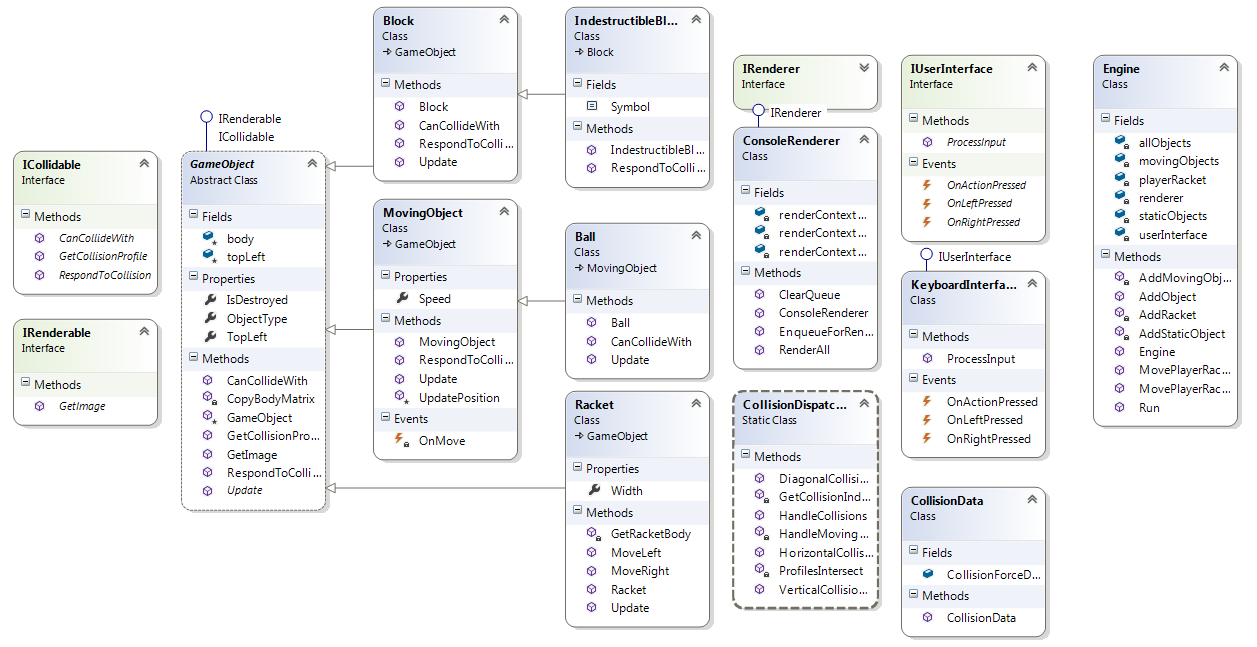 ICollidable
Interface
Methods
CanCollideWith
GetCollisionProfile
RespondToCollision
IRenderable
Interface
Methods
GetImage
IRenderable
ICollidable
GameObject
Abstract Class
Fields
body
topLeft
Properties
IsDestroyed
ObjectType
TopLeft
Methods
CanCollideWith
CopyBodyMatrix
GameObject
GetCollisionPro...
GetImage
RespondToColli...
Update
Block
Class
GameObject
Methods
Block
CanCollideWith
RespondToColli...
Update
MovingObject
Class
GameObject
Properties
Speed
Methods
MovingObject
RespondToColli...
Update
UpdatePosition
Events
OnMove
IndestructibleBl...
Class
Block
Fields
Symbol
Methods
IndestructibleBl...
RespondToColli...
Ball
Class
MovingObject
Methods
Ball
CanCollideWith
Update
Racket
Class
GameObject
Properties
Width
Methods
GetRacketBody
MoveLeft
MoveRight
Racket
Update
IRenderer
Interface
IRenderer
ConsoleRenderer
Class
Fields
renderContext...
renderContext...
renderContext...
Methods
ClearQueue
ConsoleRenderer
EnqueueForRen...
RenderAll
CollisionDispatc...
Static Class
Methods
DiagonalCollisi...
GetCollisionInd...
HandleCollisions
HandleMoving...
HorizontalCollis...
ProfilesIntersect
VerticalCollisio...
IUserInterface
Interface
Methods
ProcessInput
Events
OnActionPressed
OnLeftPressed
OnRightPressed
IUserInterface
KeyboardInterfa...
Class
Methods
ProcessInput
Events
OnActionPressed
OnLeftPressed
OnRightPressed
CollisionData
Class
Fields
CollisionForceD...
Methods
CollisionData
Engine
Class
Fields
allObjects
movingObjects
playerRacket
renderer
staticObjects
userInterface
Methods
AddMovingObj...
AddObject
AddRacket
AddStaticObject
Engine
MovePlayerRac...
MovePlayerRac...
Run